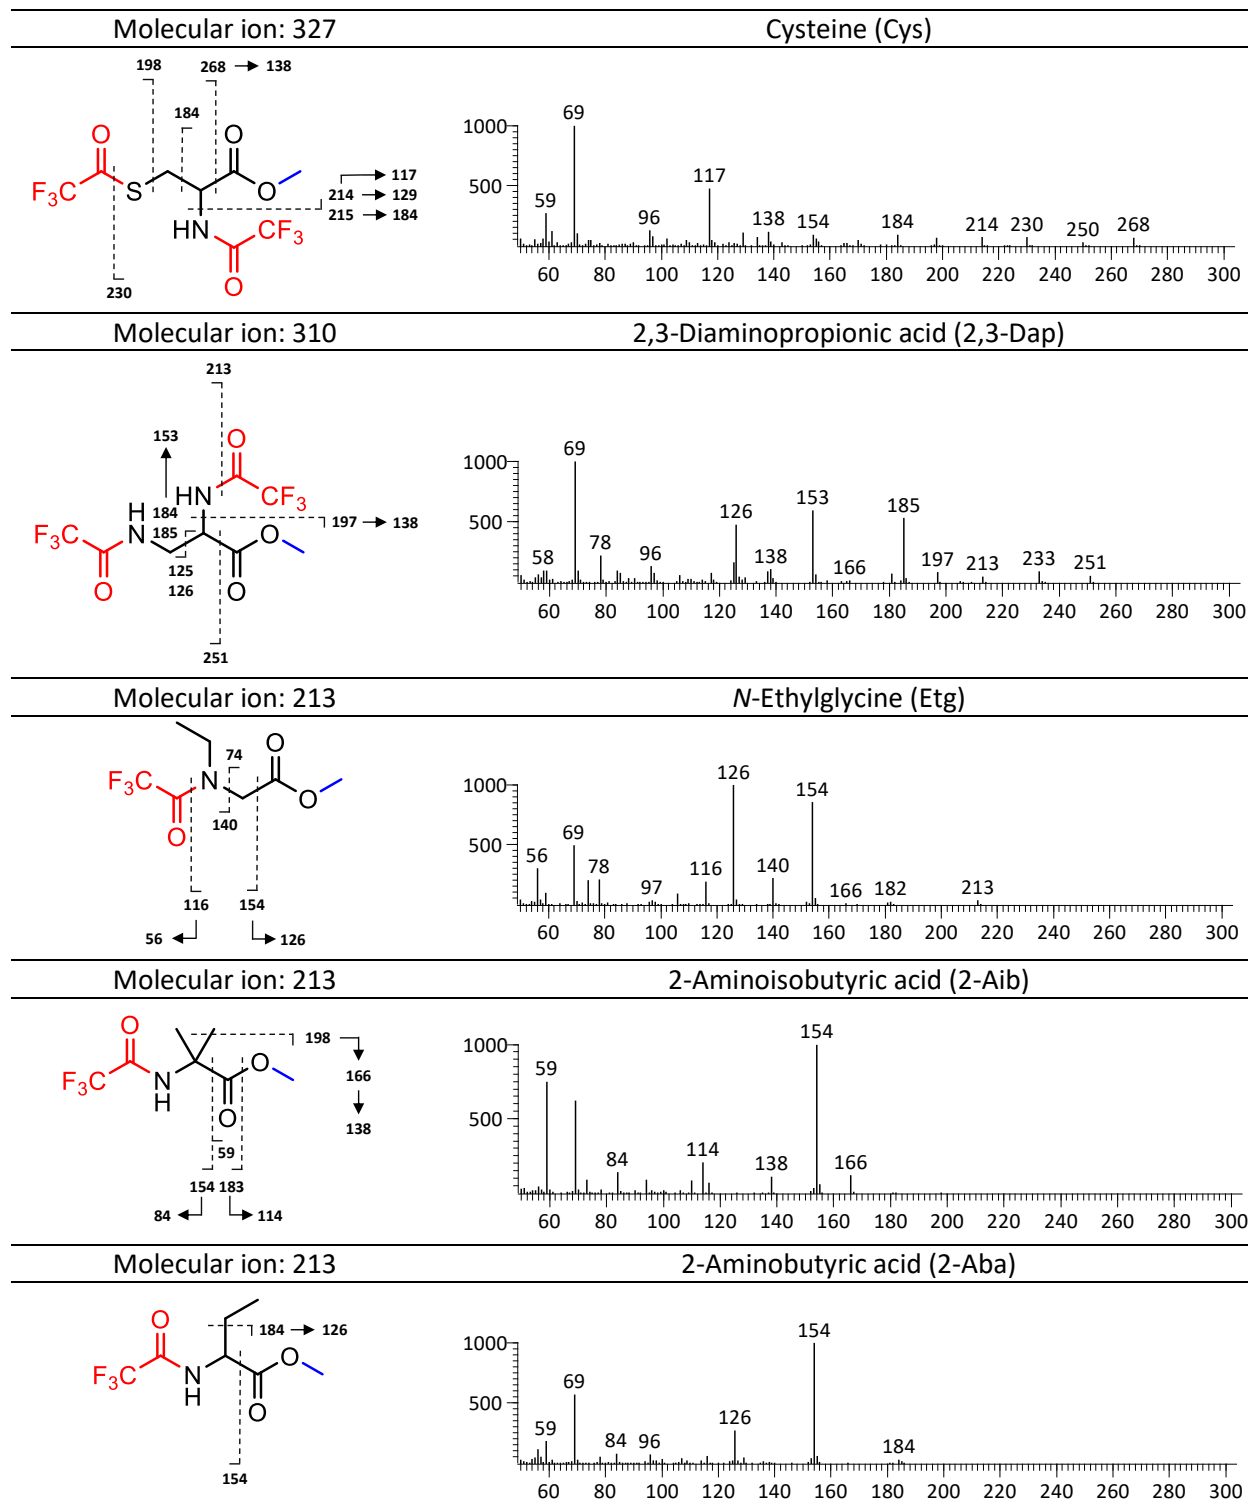 Molecular ion: 327 Cysteine (Cys)
198 268 → 138
184
O O
F₃C S O
214 → 117
214 → 129
215 → 184
HN CF₃
O
230
1000 500
59 69 96 117 138 154 184 214 230 250 268
60 80 100 120 140 160 180 200 220 240 260 280 300
Molecular ion: 310 2,3-Diaminopropionic acid (2,3-Dap)
213
153 O
HN CF₃
184
185
H
N
F₃C O O O
197 → 138
125
126
251
1000 500
58 69 78 96 126 138 153 166 185 197 213 233 251
60 80 100 120 140 160 180 200 220 240 260 280 300
Molecular ion: 213 N-Ethylglycine (Etg)
74 O
F₃C N O
O 140
116 154
56 126
1000 500
56 69 78 97 116 126 140 154 166 182 213
60 80 100 120 140 160 180 200 220 240 260 280 300
Molecular ion: 213 2-Aminoisobutyric acid (2-Aib)
O 198
166
138
F₃C N
H
O O
59
154 183
84 114
1000 500
59 84 114 138 154 166
60 80 100 120 140 160 180 200 220 240 260 280 300
Molecular ion: 213 2-Aminobutyric acid (2-Aba)
O 184 → 126
F₃C N
H
O O
154
1000 500
59 69 84 96 126 154 184
60 80 100 120 140 160 180 200 220 240 260 280 300